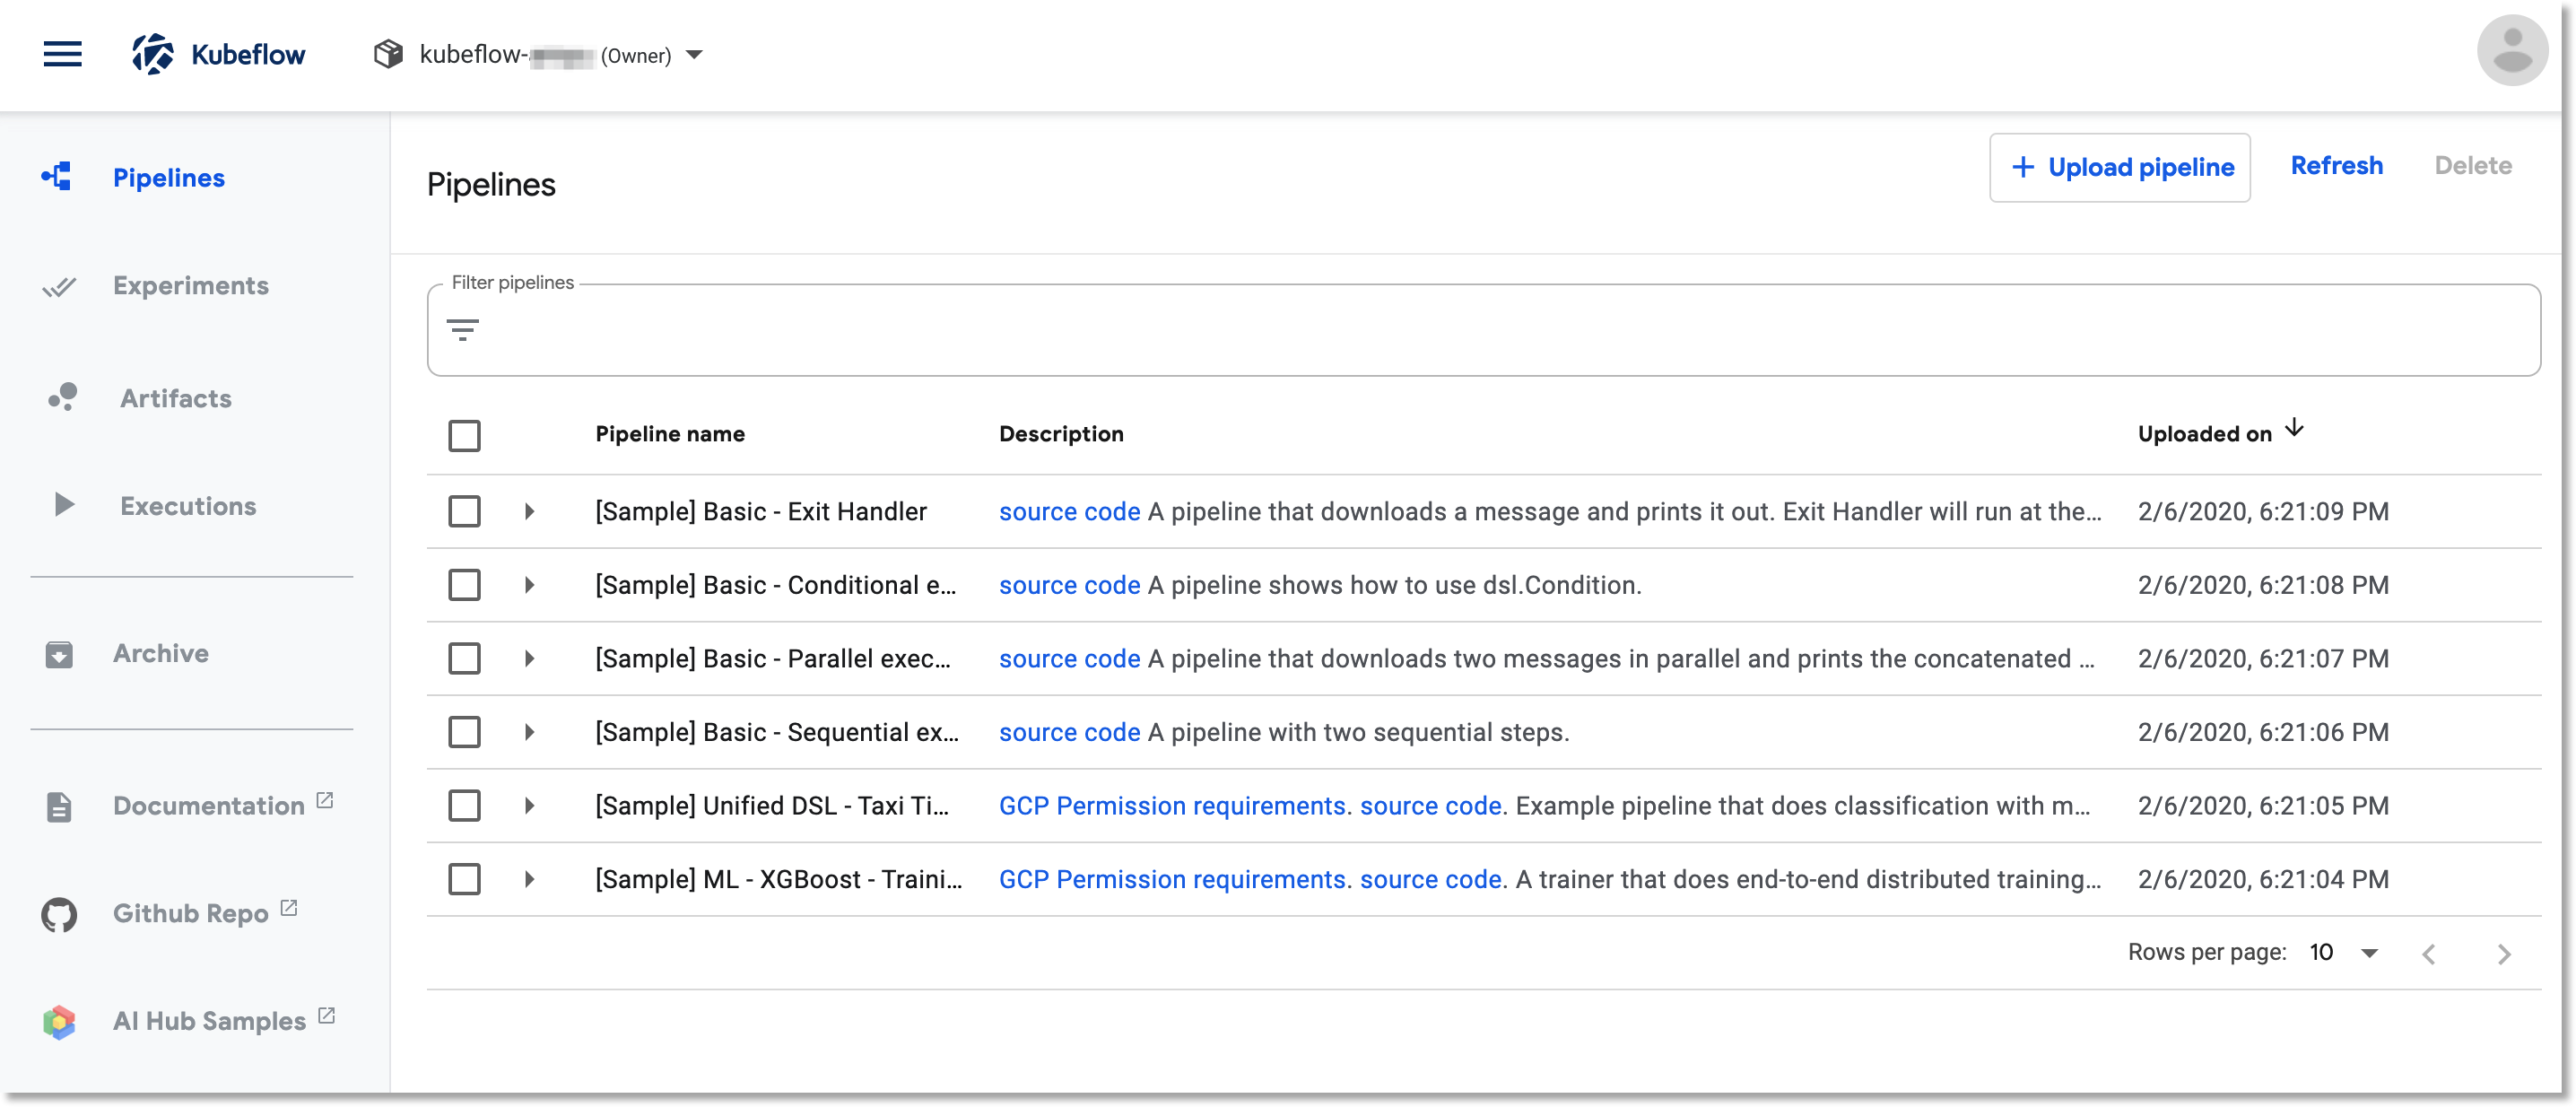 Kubeflow
kubeflow- (Owner)
Pipelines
Experiments
Artifacts
Executions
Archive
Documentation
Github Repo
AI Hub Samples
Pipelines
+ Upload pipeline Refresh Delete
Filter pipelines
Pipeline name Description Uploaded on
[Sample] Basic - Exit Handler source code A pipeline that downloads a message and prints it out. Exit Handler will run at the... 2/6/2020, 6:21:09 PM
[Sample] Basic - Conditional e... source code A pipeline shows how to use dsl.Condition. 2/6/2020, 6:21:08 PM
[Sample] Basic - Parallel exec... source code A pipeline that downloads two messages in parallel and prints the concatenated ... 2/6/2020, 6:21:07 PM
[Sample] Basic - Sequential ex... source code A pipeline with two sequential steps. 2/6/2020, 6:21:06 PM
[Sample] Unified DSL - Taxi Ti... GCP Permission requirements. source code. Example pipeline that does classification with m... 2/6/2020, 6:21:05 PM
[Sample] ML - XGBoost - Traini... GCP Permission requirements. source code. A trainer that does end-to-end distributed training... 2/6/2020, 6:21:04 PM
Rows per page: 10